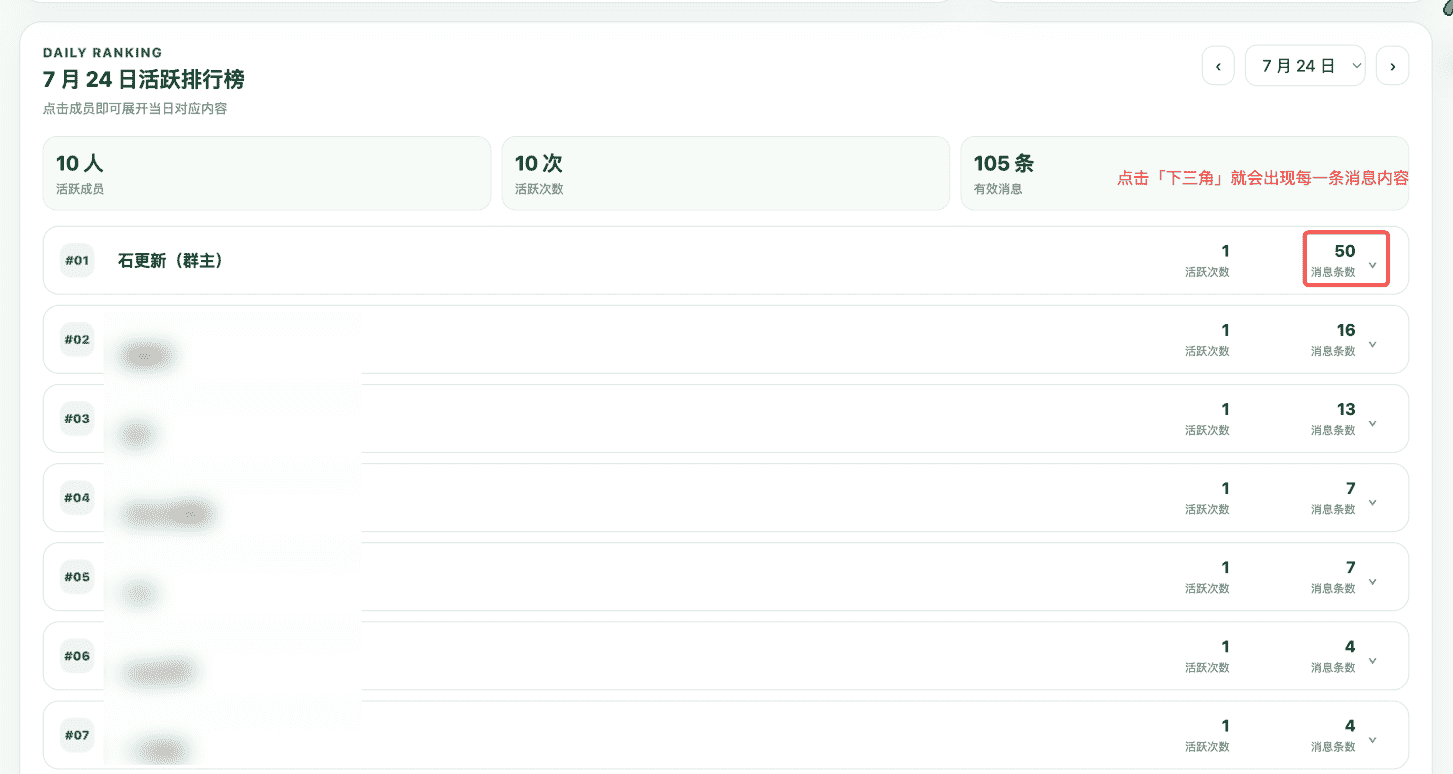 DAILY RANKING
7 月 24 日活跃排行榜
点击成员即可展开当日对应内容
‹ 7 月 24 日 ›
10 人
活跃成员
10 次
活跃次数
105 条
有效消息
点击「下三角」就会出现每一条消息内容
#01 石更新（群主） 1 50
活跃次数 消息条数
#02 1 16
活跃次数 消息条数
#03 1 13
活跃次数 消息条数
#04 1 7
活跃次数 消息条数
#05 1 7
活跃次数 消息条数
#06 1 4
活跃次数 消息条数
#07 1 4
活跃次数 消息条数